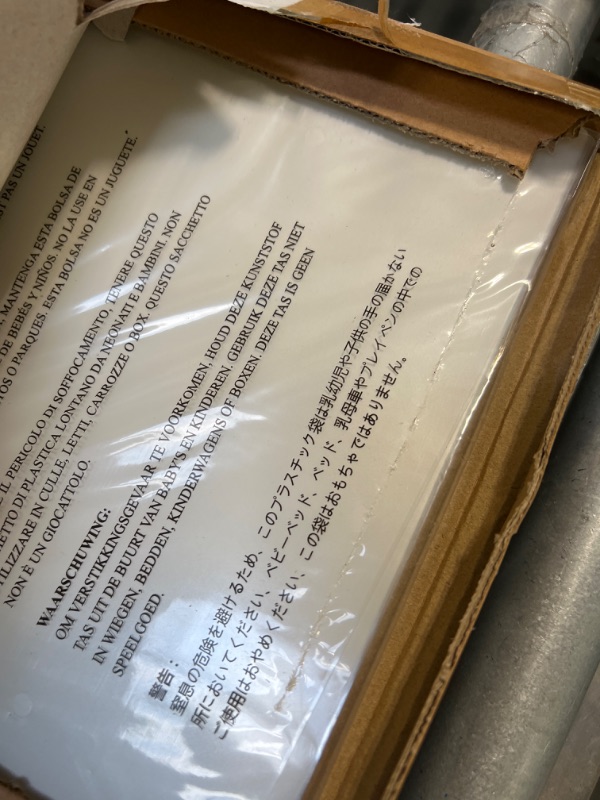 PAS UN JOUET.
MANTENGA ESTA BOLSA DE
DE BEBÉS Y NIÑOS. NO LA USE EN
O PARQUES. ESTA BOLSA NO ES UN JUGUETE."
IL PERICOLO DI SOFFOCAMENTO, TENERE QUESTO
DI PLASTICA LONTANO DA NEONATI E BAMBINI. NON
UTILIZZARE IN CULLE, LETTI, CARROZZE O BOX. QUESTO SACCHETTO
NON È UN GIOCATTOLO.
WAARSCHUWING:
OM VERSTIKKINGSGEVAAR TE VOORKOMEN, HOUD DEZE KUNSTSTOF
TAS UIT DE BUURT VAN BABY'S EN KINDEREN. GEBRUIK DEZE TAS NIET
IN WIEGEN, BEDDEN, KINDERWAGENS OF BOXEN. DEZE TAS IS GEEN
SPEELGOED.
警告：
窒息の危険を避けるため、このプラスチック袋は乳幼児や子供の手の届かない
所においてください、ベビーベッド、ベッド、乳母車やプレイペンの中での
ご使用はおやめください、この袋はおもちゃではありません。